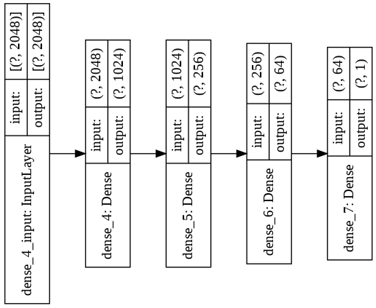 dense_4_input: InputLayer
input:
output:
[(?, 2048)]
[(?, 2048)]
dense_4: Dense
input:
output:
(?, 2048)
(?, 1024)
dense_5: Dense
input:
output:
(?, 1024)
(?, 256)
dense_6: Dense
input:
output:
(?, 256)
(?, 64)
dense_7: Dense
input:
output:
(?, 64)
(?, 1)